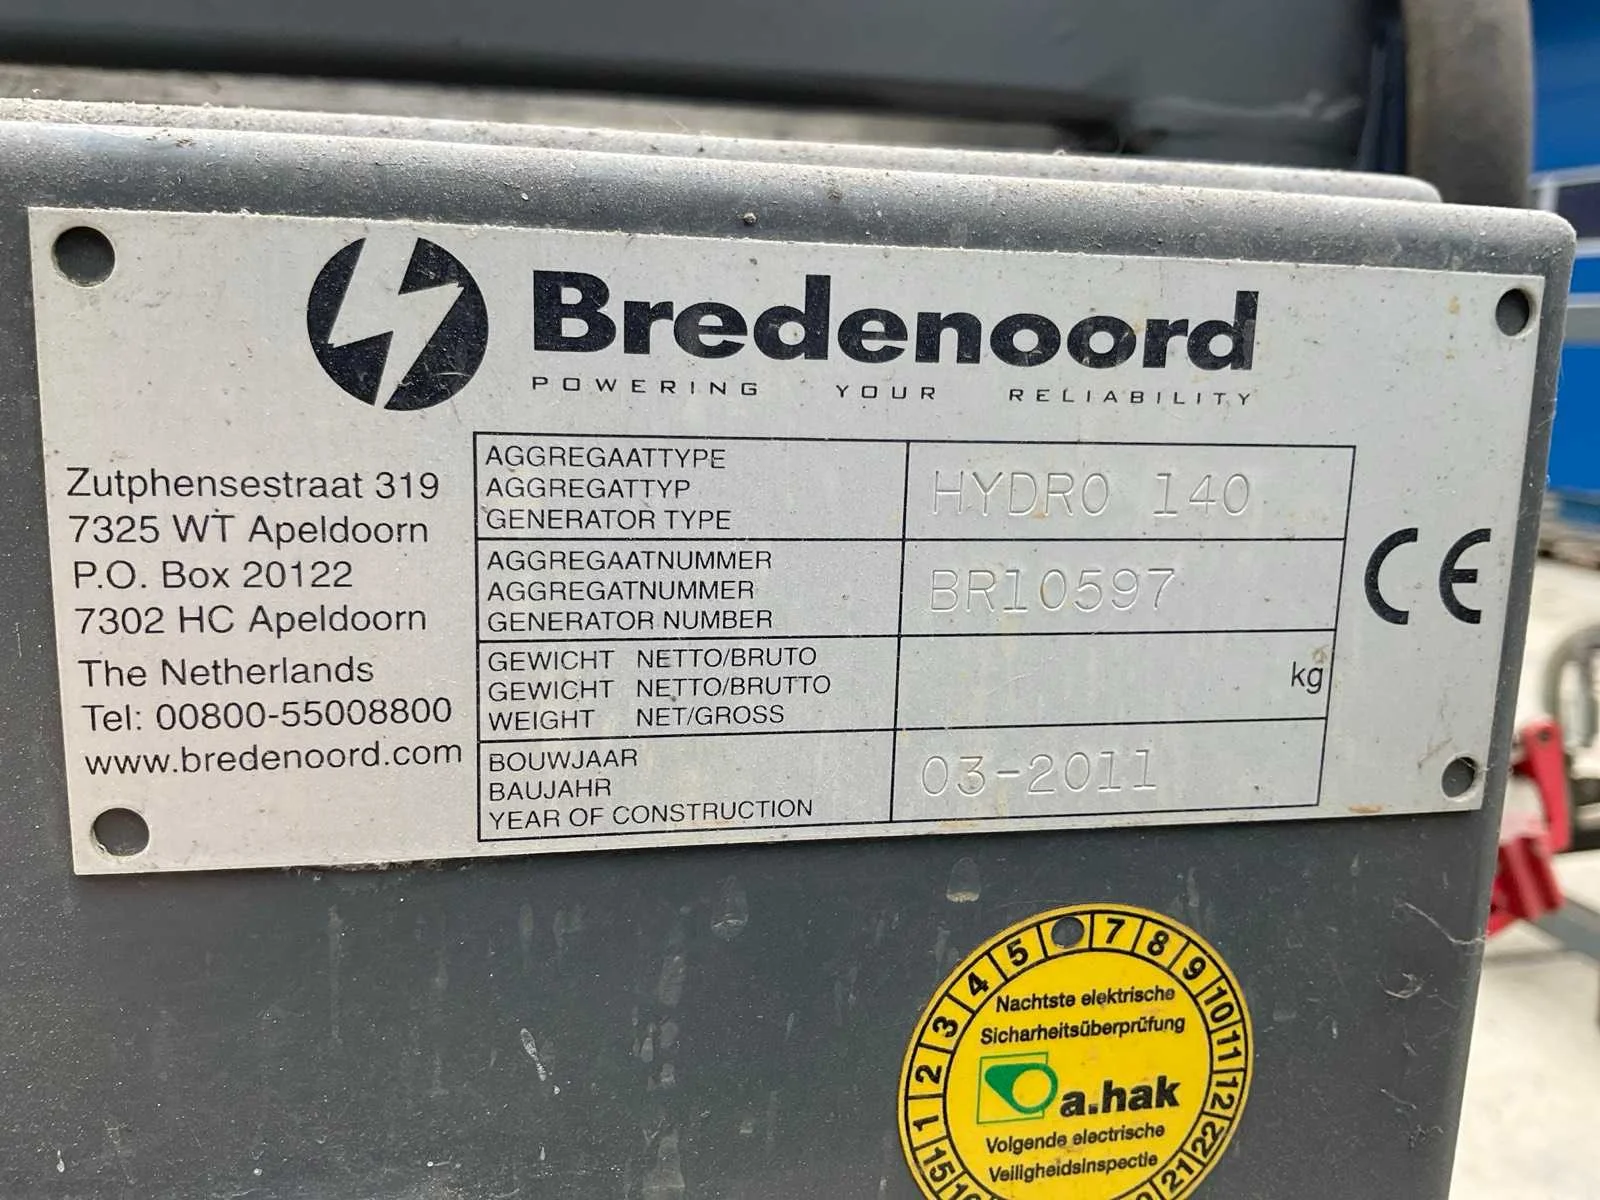 Bredenoord
POWERING YOUR RELIABILITY
Zutphensestraat 319
7325 WT Apeldoorn
P.O. Box 20122
7302 HC Apeldoorn
The Netherlands
Tel: 00800-55008800
www.bredenoord.com
AGGREGAATTYPE
AGGREGATTYP
GENERATOR TYPE
HYDRO 140
AGGREGAATNUMMER
AGGREGATNUMMER
GENERATOR NUMBER
BR10597
GEWICHT NETTO/BRUTO
GEWICHT NETTO/BRUTTO
WEIGHT NET/GROSS
kg
BOUWJAAR
BAUJAHR
YEAR OF CONSTRUCTION
03-2011
CE
1 2 3 4 5 7 8 9 10 11 12
Nachtste elektrische
Sicharheitsüberprüfung
a.hak
Volgende electrische
Veiligheidsinspectie
15 21 22